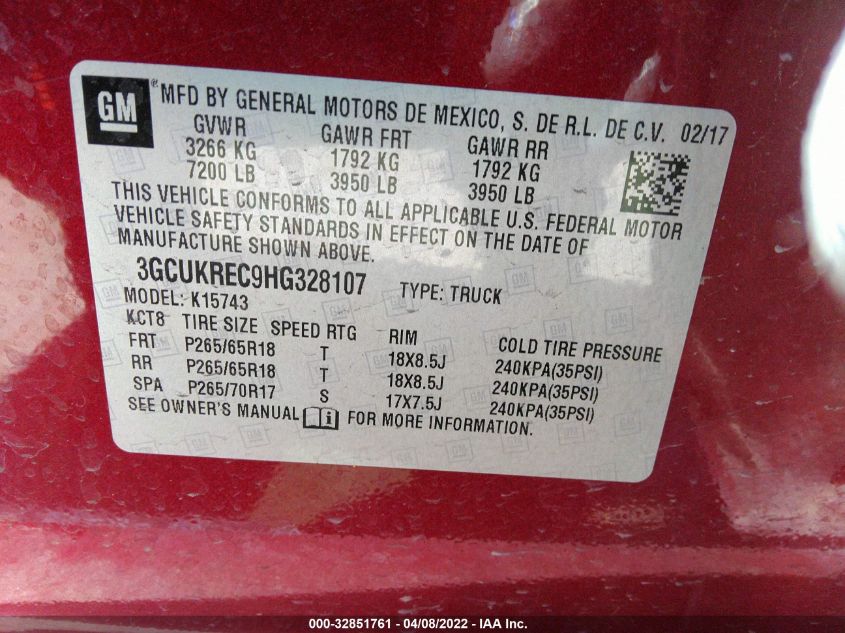 GM ® MFD BY GENERAL MOTORS DE MEXICO, S. DE R.L. DE C.V. 02/17
GVWR GAWR FRT GAWR RR
3266 KG 1792 KG 1792 KG
7200 LB 3950 LB 3950 LB
THIS VEHICLE CONFORMS TO ALL APPLICABLE U.S. FEDERAL MOTOR
VEHICLE SAFETY STANDARDS IN EFFECT ON THE DATE OF
MANUFACTURE SHOWN ABOVE.
3GCUKREC9HG328107 TYPE: TRUCK
MODEL: K15743
KCT8 TIRE SIZE SPEED RTG RIM COLD TIRE PRESSURE
FRT P265/65R18 T 18X8.5J 240KPA(35PSI)
RR P265/65R18 T 18X8.5J 240KPA(35PSI)
SPA P265/70R17 S 17X7.5J 240KPA(35PSI)
SEE OWNER'S MANUAL i FOR MORE INFORMATION.
000-32851761 - 04/08/2022 - IAA Inc.